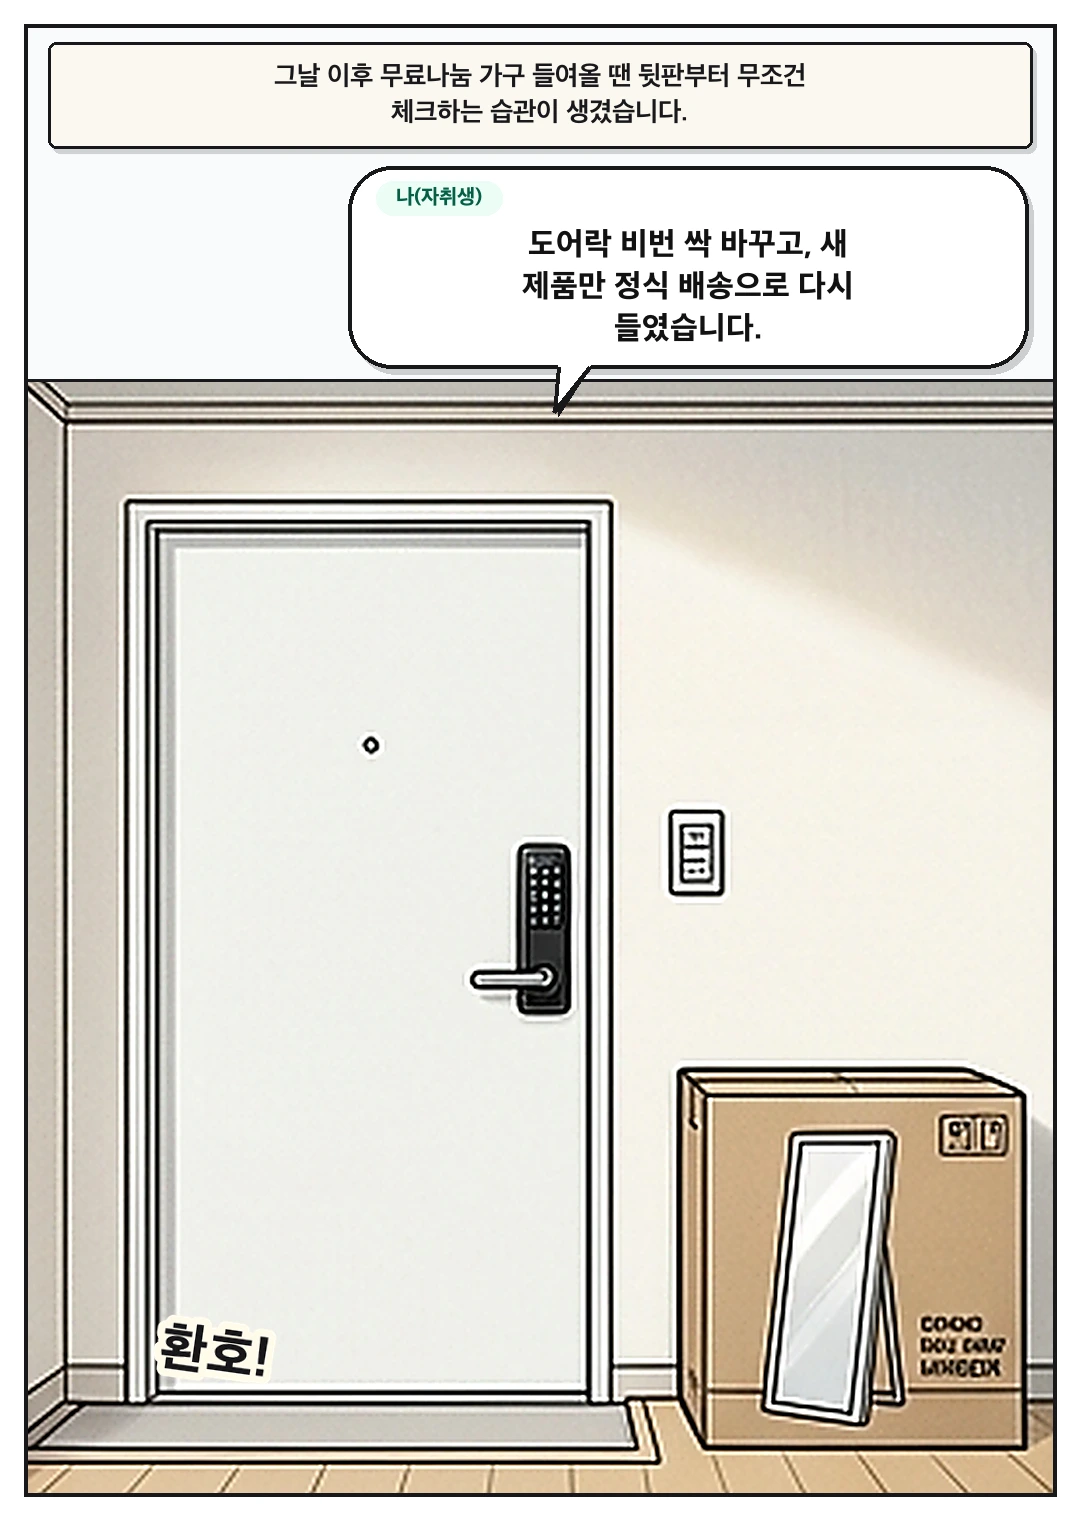 그날 이후 무료나눔 가구 들여올 땐 뒷판부터 무조건
체크하는 습관이 생겼습니다.
나(자취생)
도어락 비번 싹 바꾸고, 새
제품만 정식 배송으로 다시
들였습니다.
환호!